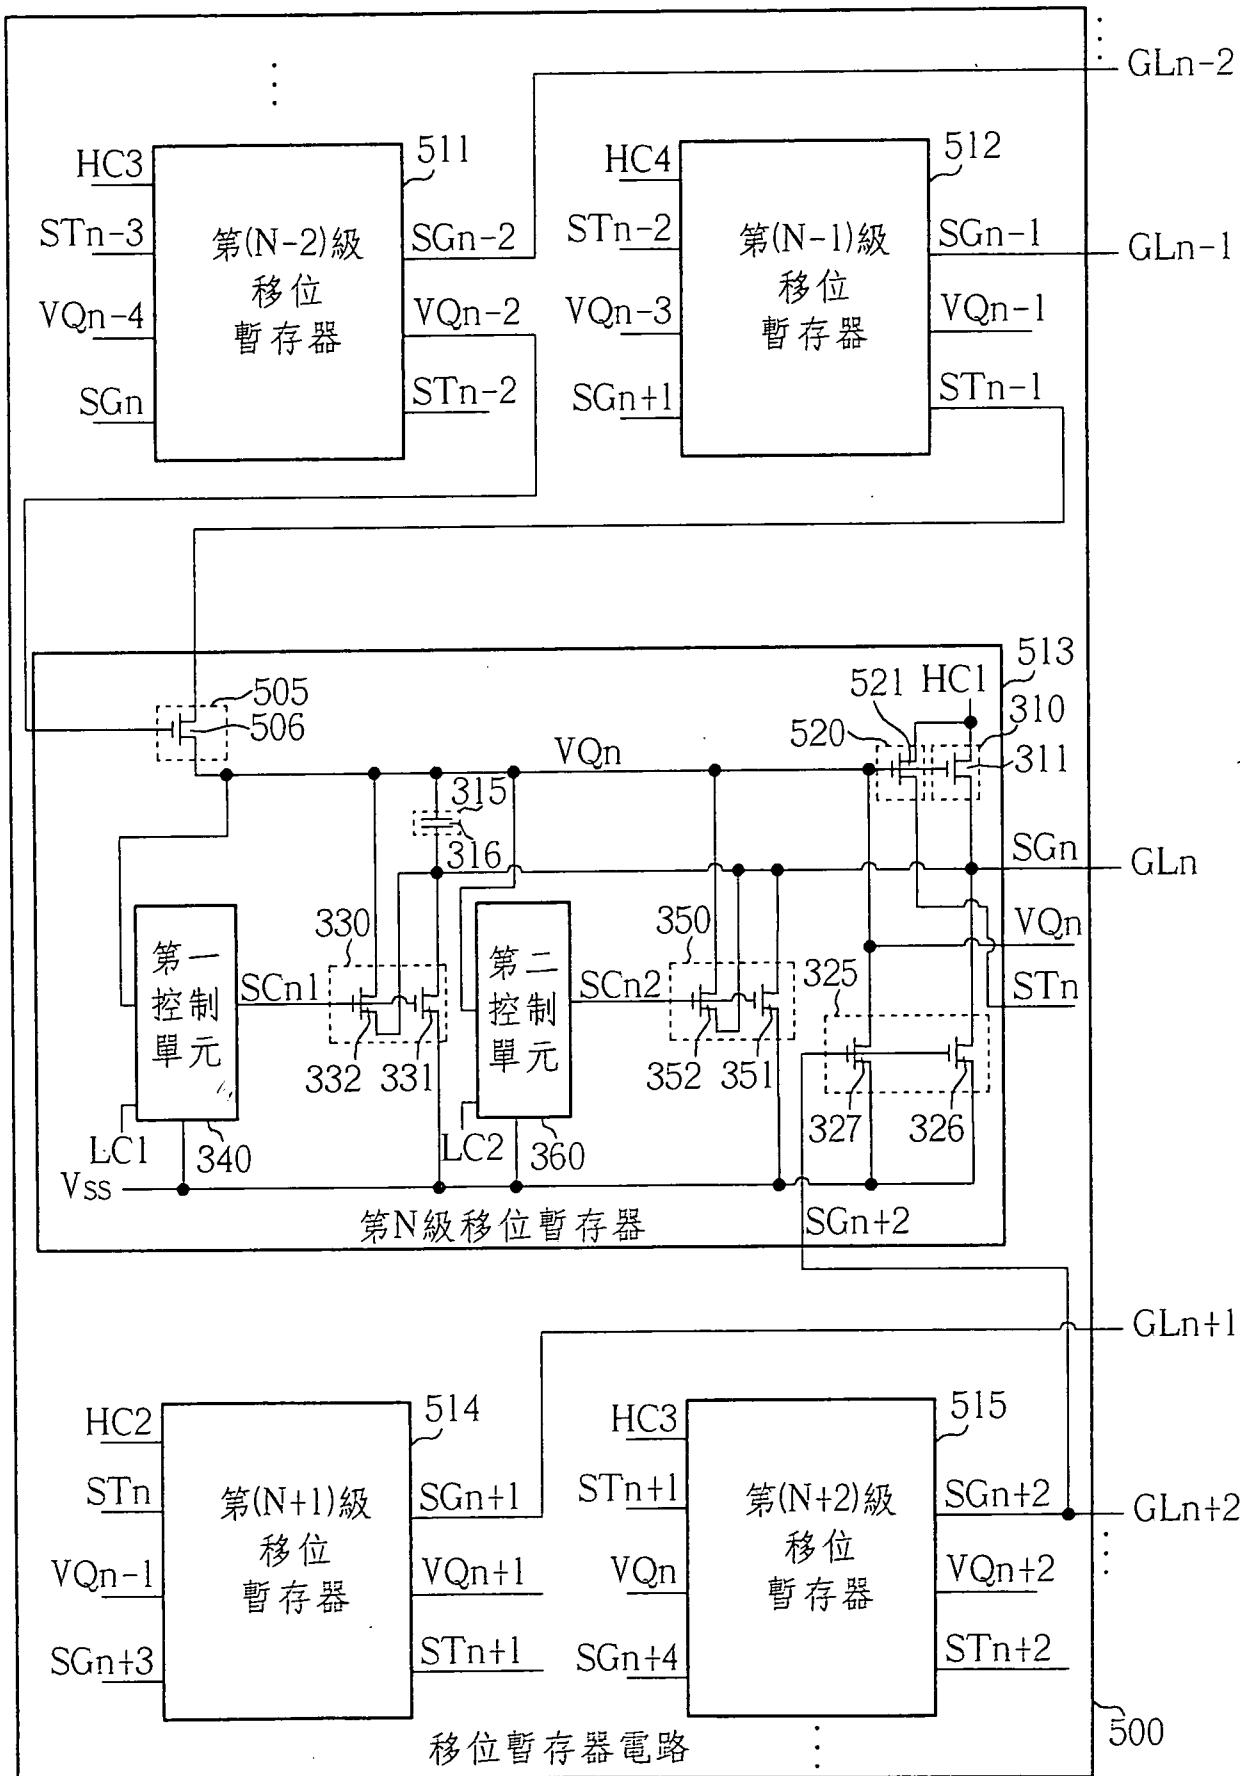 GLn-2
HC3
511
STn-3
第(N-2)級
移位
暫存器
SGn-2
VQn-4
VQn-2
SGn
STn-2
HC4
512
STn-2
第(N-1)級
移位
暫存器
SGn-1
GLn-1
VQn-3
VQn-1
SGn+1
STn-1
513
505
506
521
HC1
310
520
311
VQn
315
316
SGn
GLn
330
350
VQn
325
STn
第一
控制
單元
SCn1
第二
控制
單元
SCn2
332
331
352
351
327
326
LC1
340
LC2
360
Vss
第N級移位暫存器
SGn+2
GLn+1
HC2
514
STn
第(N+1)級
移位
暫存器
SGn+1
VQn-1
VQn+1
SGn+3
STn+1
HC3
515
STn+1
第(N+2)級
移位
暫存器
SGn+2
GLn+2
VQn
VQn+2
SGn+4
STn+2
500
移位暫存器電路